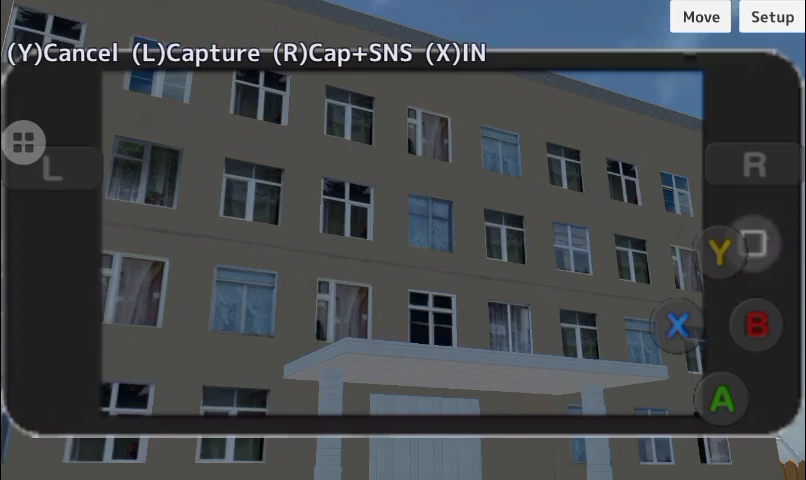 Move Setup
(Y)Cancel (L)Capture (R)Cap+SNS (X)IN
L R
Y
X B
A